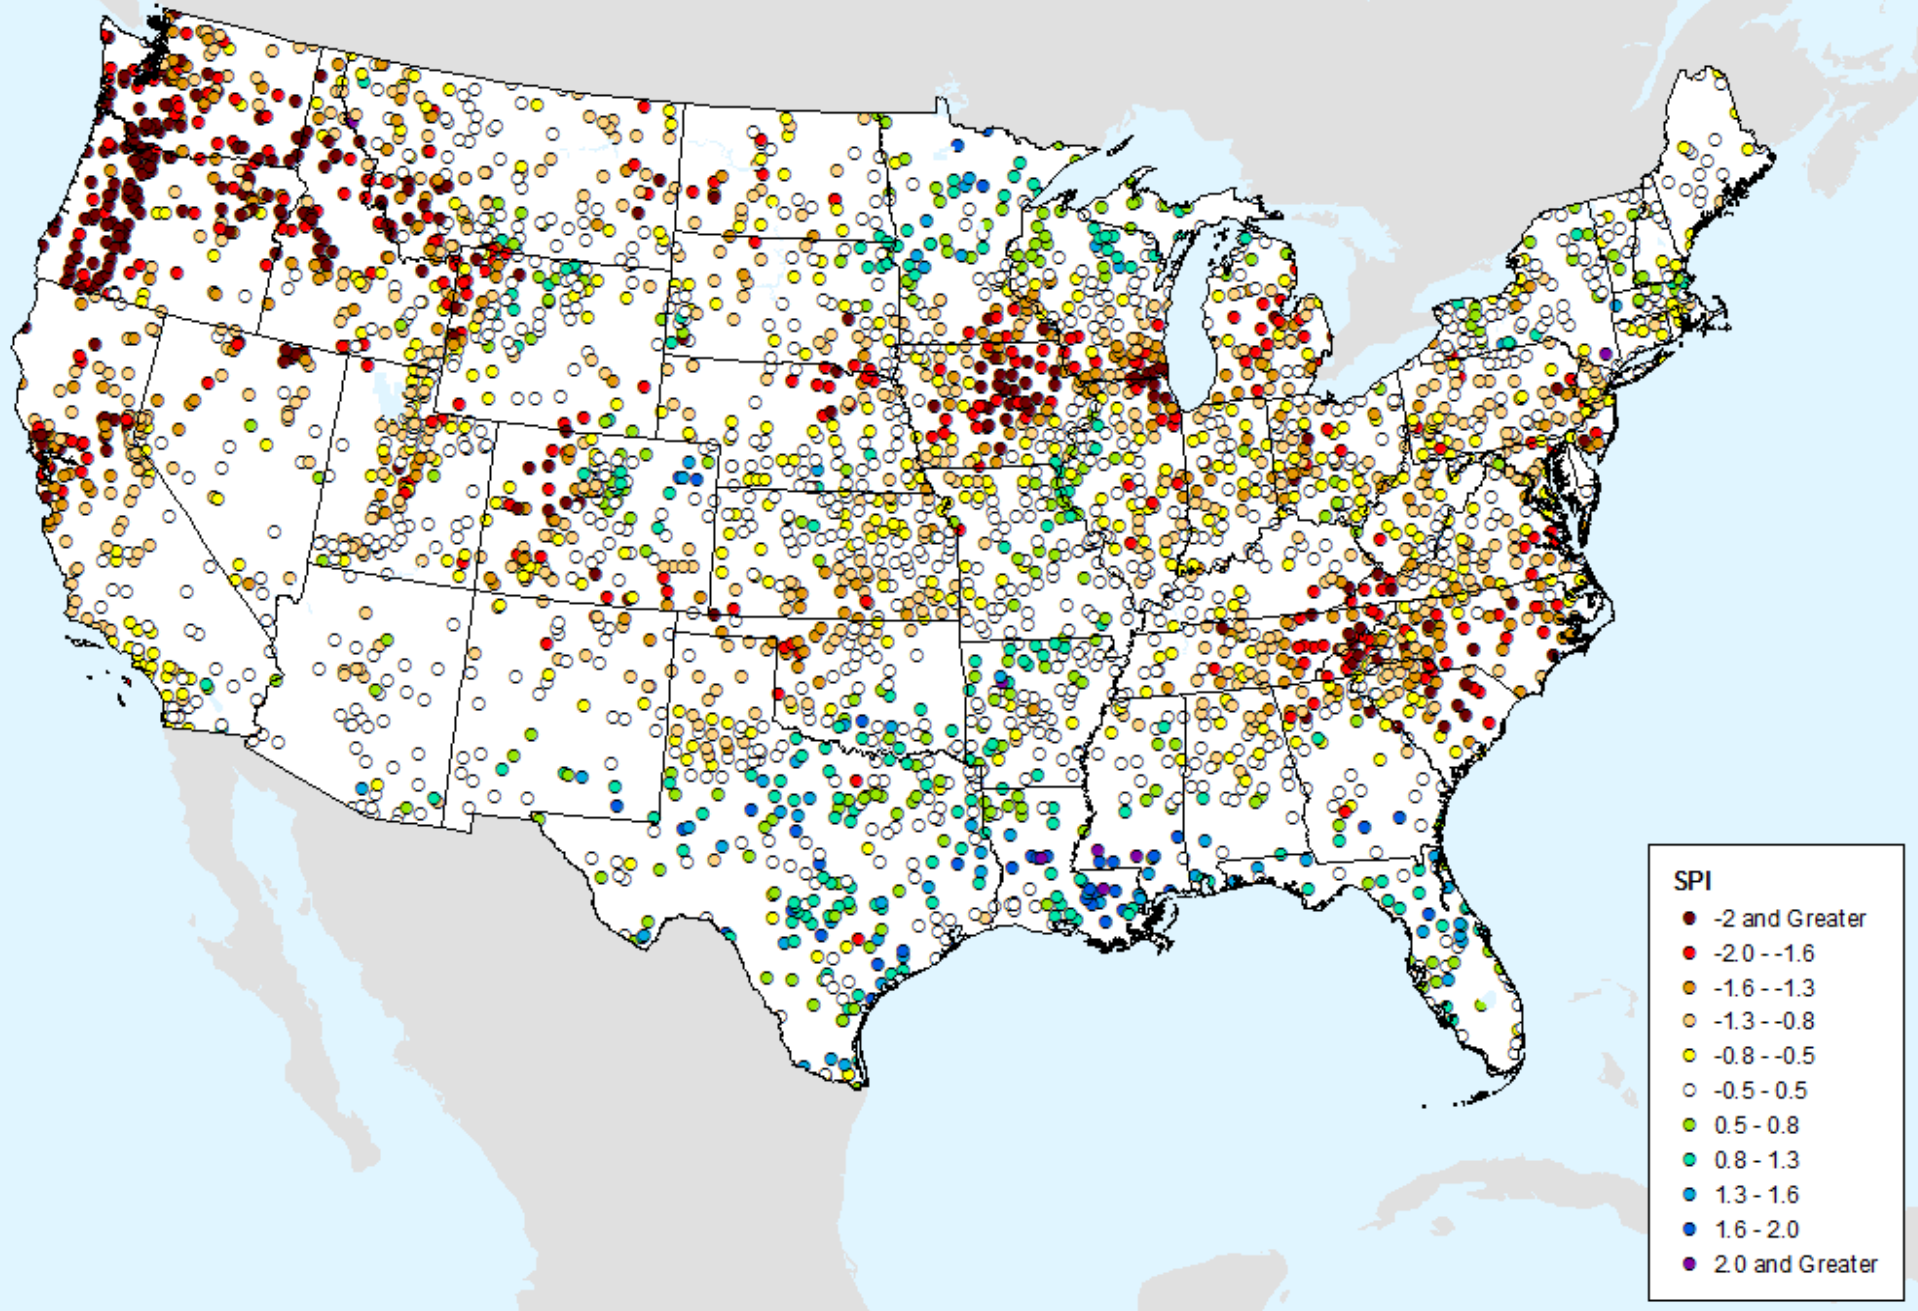 SPI
-2 and Greater
-2.0 - -1.6
-1.6 - -1.3
-1.3 - -0.8
-0.8 - -0.5
-0.5 - 0.5
0.5 - 0.8
0.8 - 1.3
1.3 - 1.6
1.6 - 2.0
2.0 and Greater